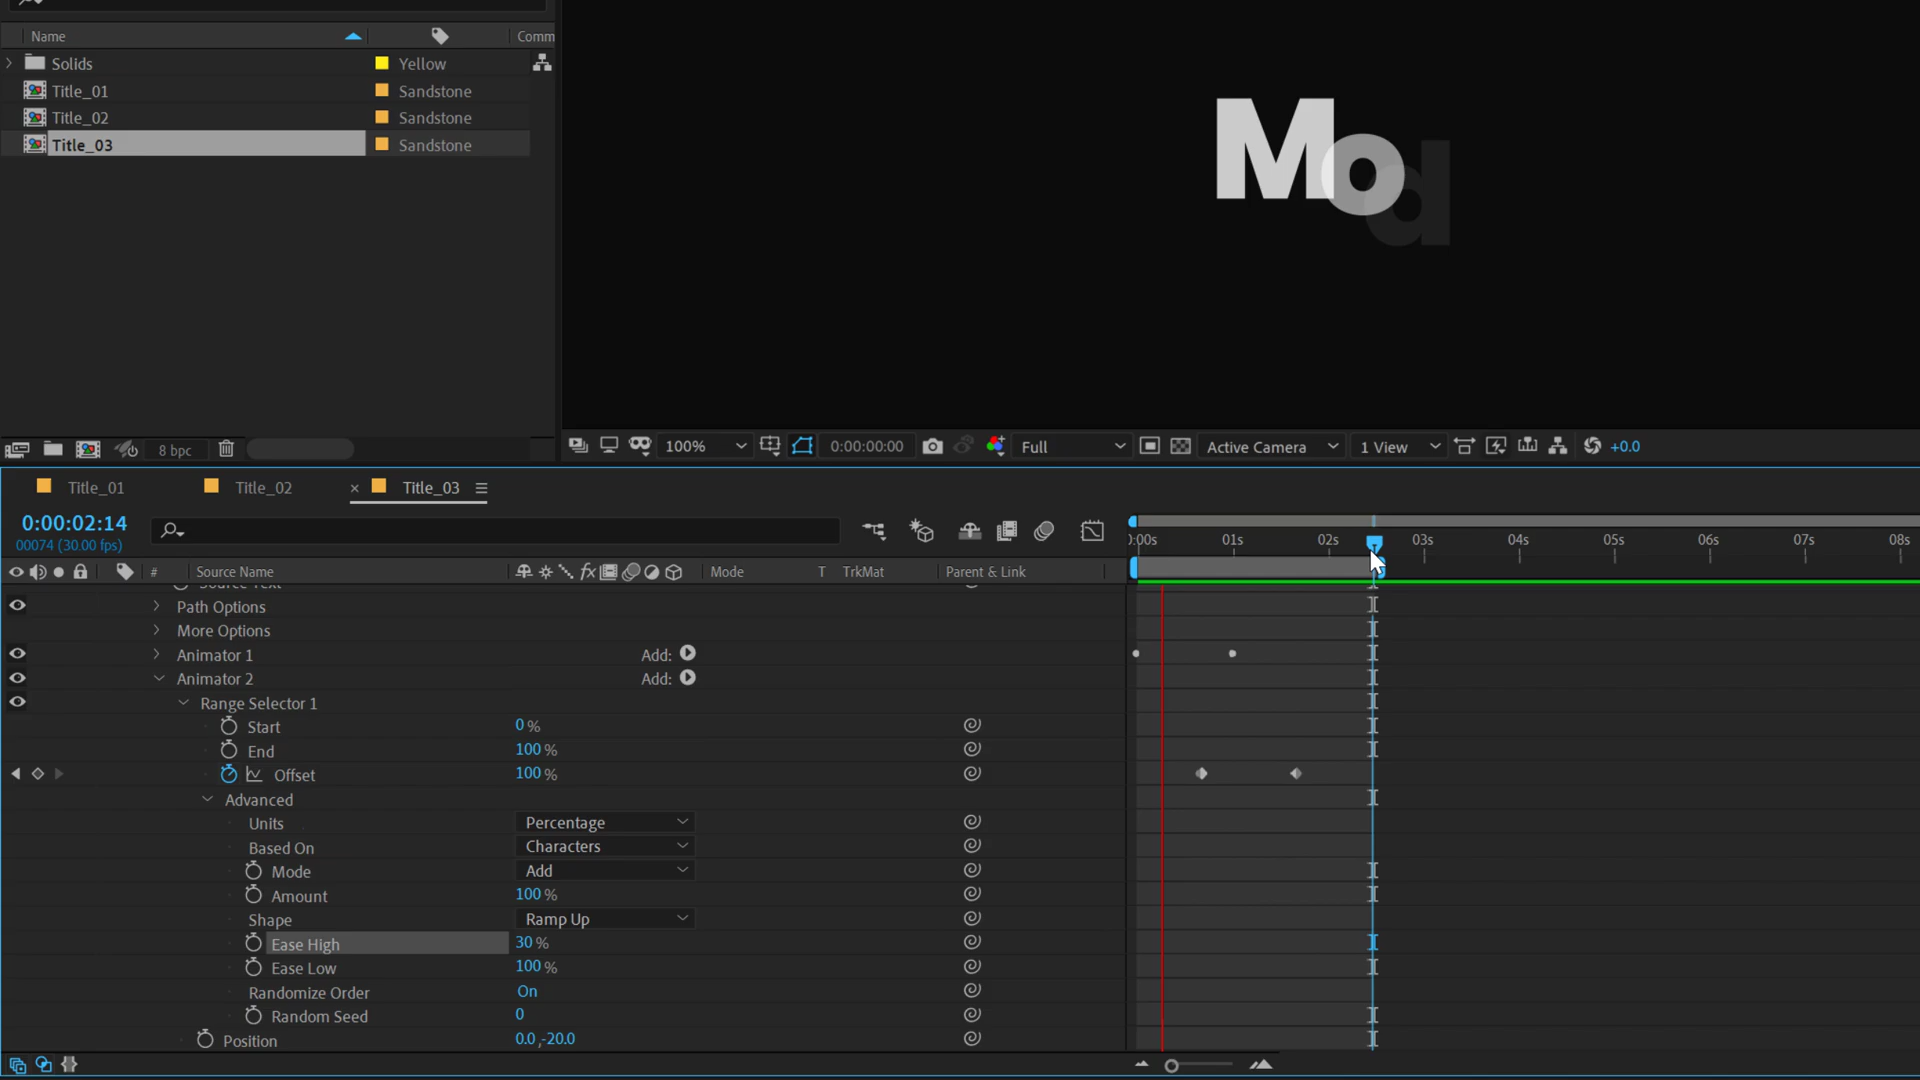 Name Comm
Solids Yellow
Title_01 Sandstone
Title_02 Sandstone
Title_03 Sandstone
Mod
8 bpc
100% 0:00:00:00 Full Active Camera 1 View +0.0
Title_01 Title_02 × Title_03
0:00:02:14
00074 (30.00 fps)
):00s 01s 02s 03s 04s 05s 06s 07s 08s
# Source Name fx Mode T TrkMat Parent & Link
Source Text
Path Options
More Options
Animator 1 Add:
Animator 2 Add:
Range Selector 1
Start 0 %
End 100 %
Offset 100 %
Advanced
Units Percentage
Based On Characters
Mode Add
Amount 100 %
Shape Ramp Up
Ease High 30 %
Ease Low 100 %
Randomize Order On
Random Seed 0
Position 0.0 ,-20.0